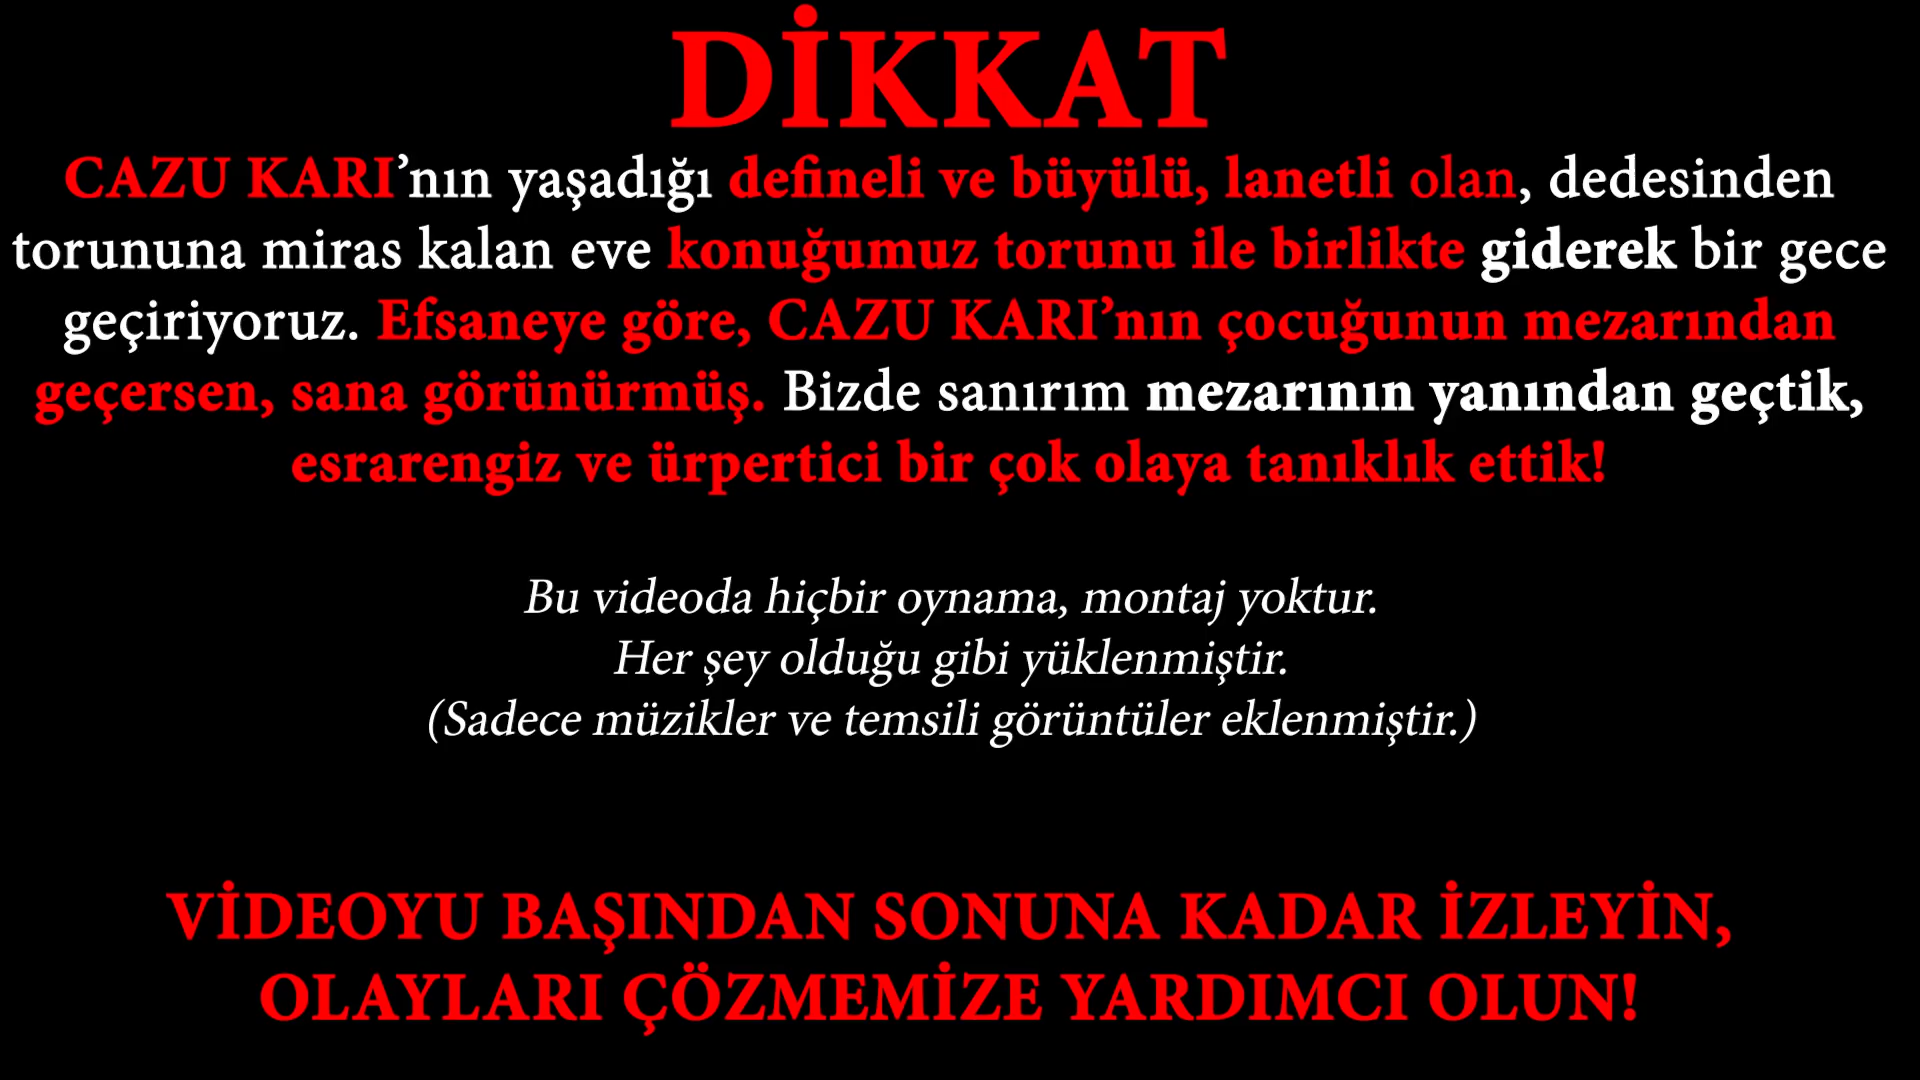 DİKKAT
CAZU KARI’nın yaşadığı defineli ve büyülü, lanetli olan, dedesinden
torununa miras kalan eve konuğumuz torunu ile birlikte giderek bir gece
geçiriyoruz. Efsaneye göre, CAZU KARI’nın çocuğunun mezarından
geçersen, sana görünürmüş. Bizde sanırım mezarının yanından geçtik,
esrarengiz ve ürpertici bir çok olaya tanıklık ettik!
Bu videoda hiçbir oynama, montaj yoktur.
Her şey olduğu gibi yüklenmiştir.
(Sadece müzikler ve temsili görüntüler eklenmiştir.)
VİDEOYU BAŞINDAN SONUNA KADAR İZLEYİN,
OLAYLARI ÇÖZMEMİZE YARDIMCI OLUN!